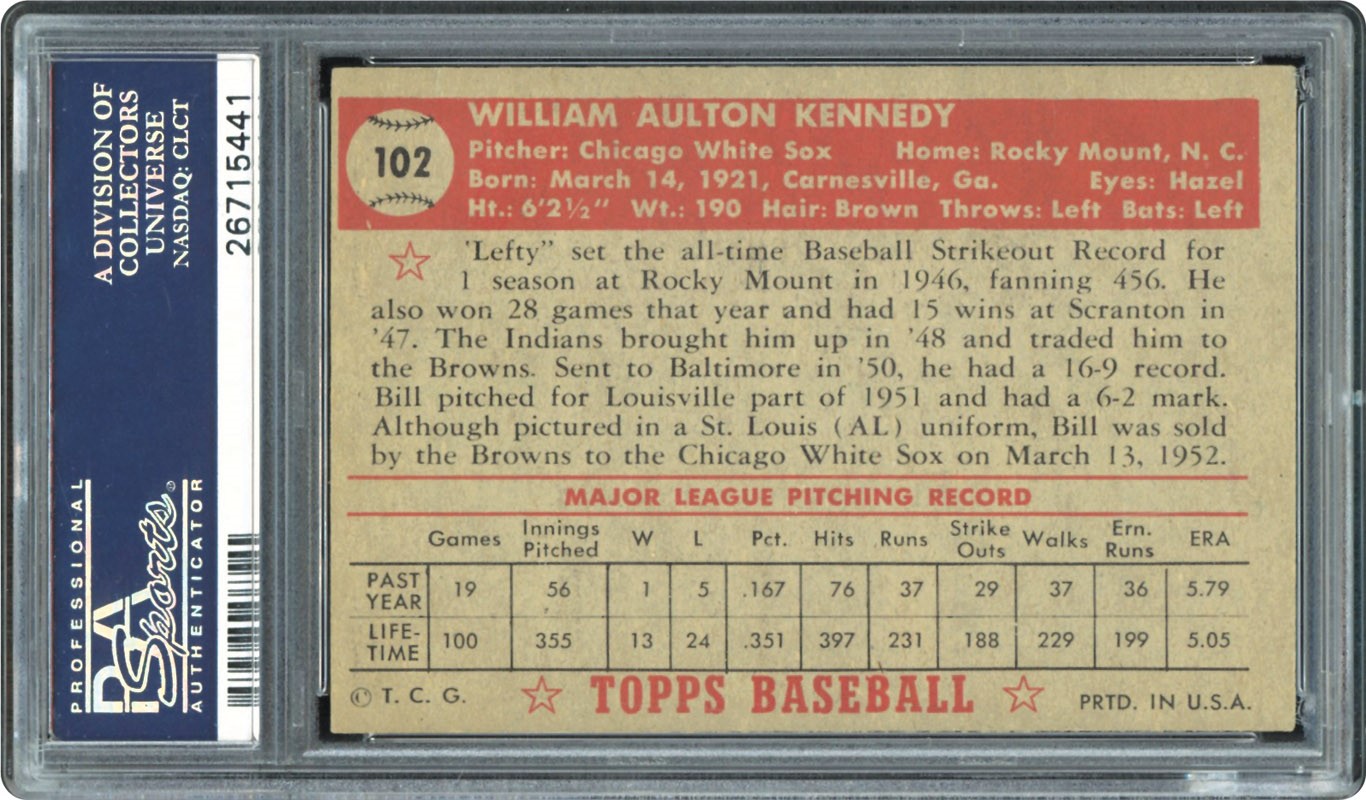 A DIVISION OF
COLLECTORS
UNIVERSE
NASDAQ: CLCT
PROFESSIONAL
PSA
Sports®
AUTHENTICATOR
26715441
102
WILLIAM AULTON KENNEDY
Pitcher: Chicago White Sox Home: Rocky Mount, N. C.
Born: March 14, 1921, Carnesville, Ga. Eyes: Hazel
Ht.: 6'2½" Wt.: 190 Hair: Brown Throws: Left Bats: Left
'Lefty" set the all-time Baseball Strikeout Record for
1 season at Rocky Mount in 1946, fanning 456. He
also won 28 games that year and had 15 wins at Scranton in
'47. The Indians brought him up in '48 and traded him to
the Browns. Sent to Baltimore in '50, he had a 16-9 record.
Bill pitched for Louisville part of 1951 and had a 6-2 mark.
Although pictured in a St. Louis (AL) uniform, Bill was sold
by the Browns to the Chicago White Sox on March 13, 1952.
MAJOR LEAGUE PITCHING RECORD
Games Innings Pitched W L Pct. Hits Runs Strike Outs Walks Ern. Runs ERA
PAST YEAR 19 56 1 5 .167 76 37 29 37 36 5.79
LIFE-TIME 100 355 13 24 .351 397 231 188 229 199 5.05
© T. C. G. TOPPS BASEBALL PRTD. IN U.S.A.